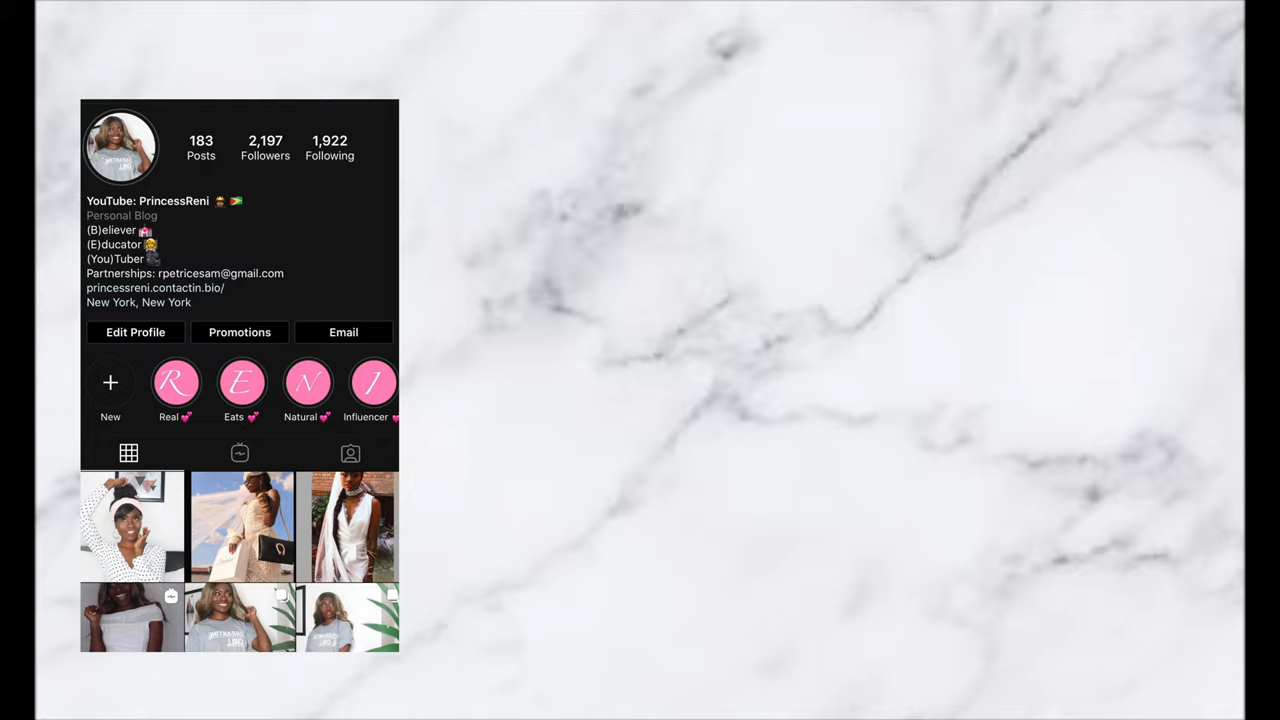 183 2,197 1,922
Posts Followers Following
YouTube: PrincessReni 👸🏾 🇬🇾
Personal Blog
(B)eliever 💒
(E)ducator 👩‍🏫
(You)Tuber
Partnerships: rpetricesam@gmail.com
princessreni.contactin.bio/
New York, New York
Edit Profile Promotions Email
+ R E N I
New Real 💕 Eats 💕 Natural 💕 Influencer